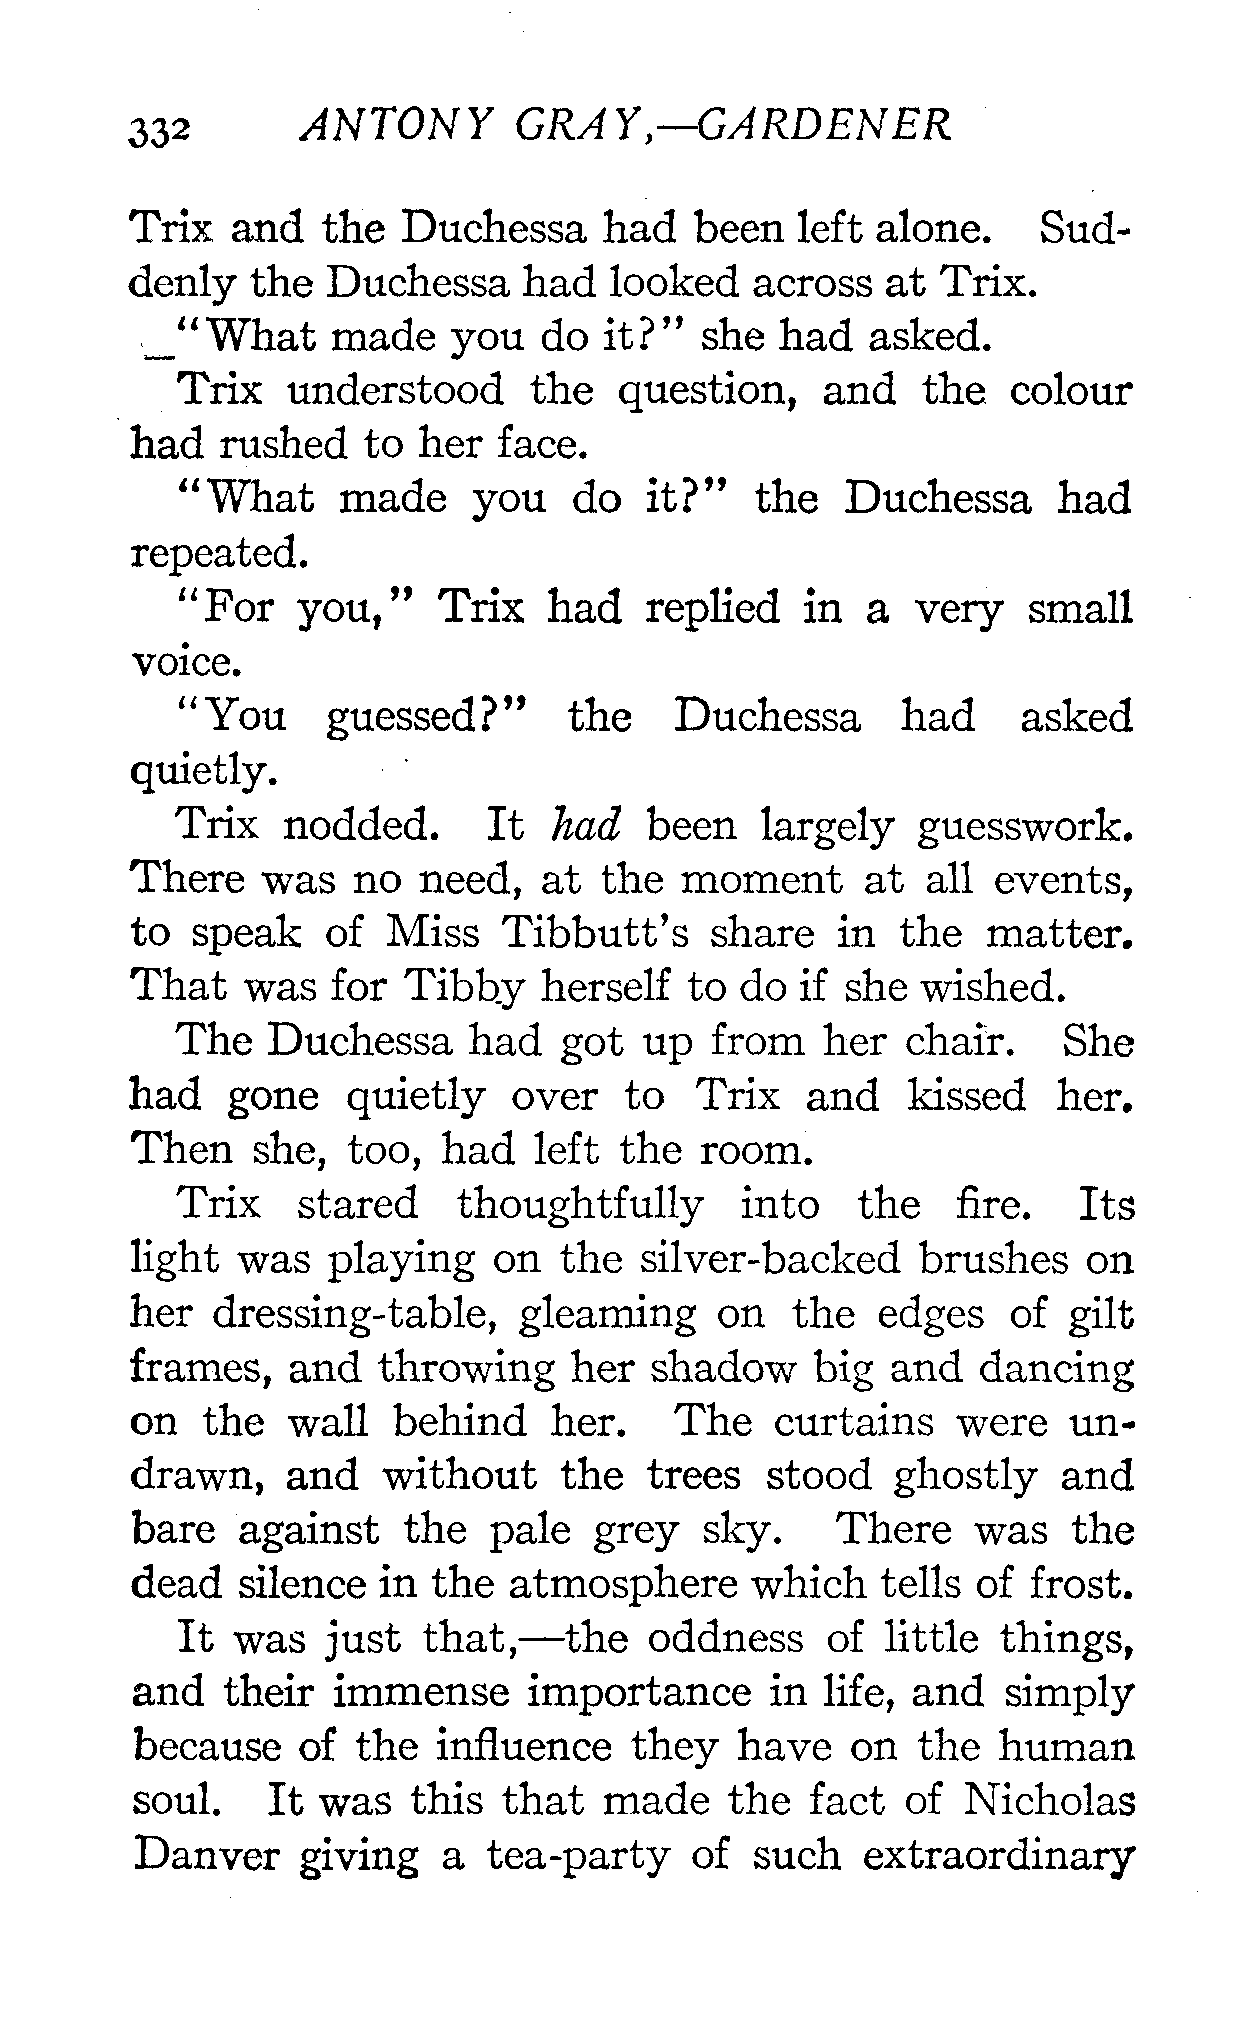 332 ANTONY GRAY,—GARDENER
Trix and the Duchessa had been left alone. Sud-
denly the Duchessa had looked across at Trix.
"What made you do it?" she had asked.
Trix understood the question, and the colour
had rushed to her face.
"What made you do it?" the Duchessa had
repeated.
"For you," Trix had replied in a very small
voice.
"You guessed?" the Duchessa had asked
quietly.
Trix nodded. It had been largely guesswork.
There was no need, at the moment at all events,
to speak of Miss Tibbutt's share in the matter.
That was for Tibby herself to do if she wished.
The Duchessa had got up from her chair. She
had gone quietly over to Trix and kissed her.
Then she, too, had left the room.
Trix stared thoughtfully into the fire. Its
light was playing on the silver-backed brushes on
her dressing-table, gleaming on the edges of gilt
frames, and throwing her shadow big and dancing
on the wall behind her. The curtains were un-
drawn, and without the trees stood ghostly and
bare against the pale grey sky. There was the
dead silence in the atmosphere which tells of frost.
It was just that,—the oddness of little things,
and their immense importance in life, and simply
because of the influence they have on the human
soul. It was this that made the fact of Nicholas
Danver giving a tea-party of such extraordinary